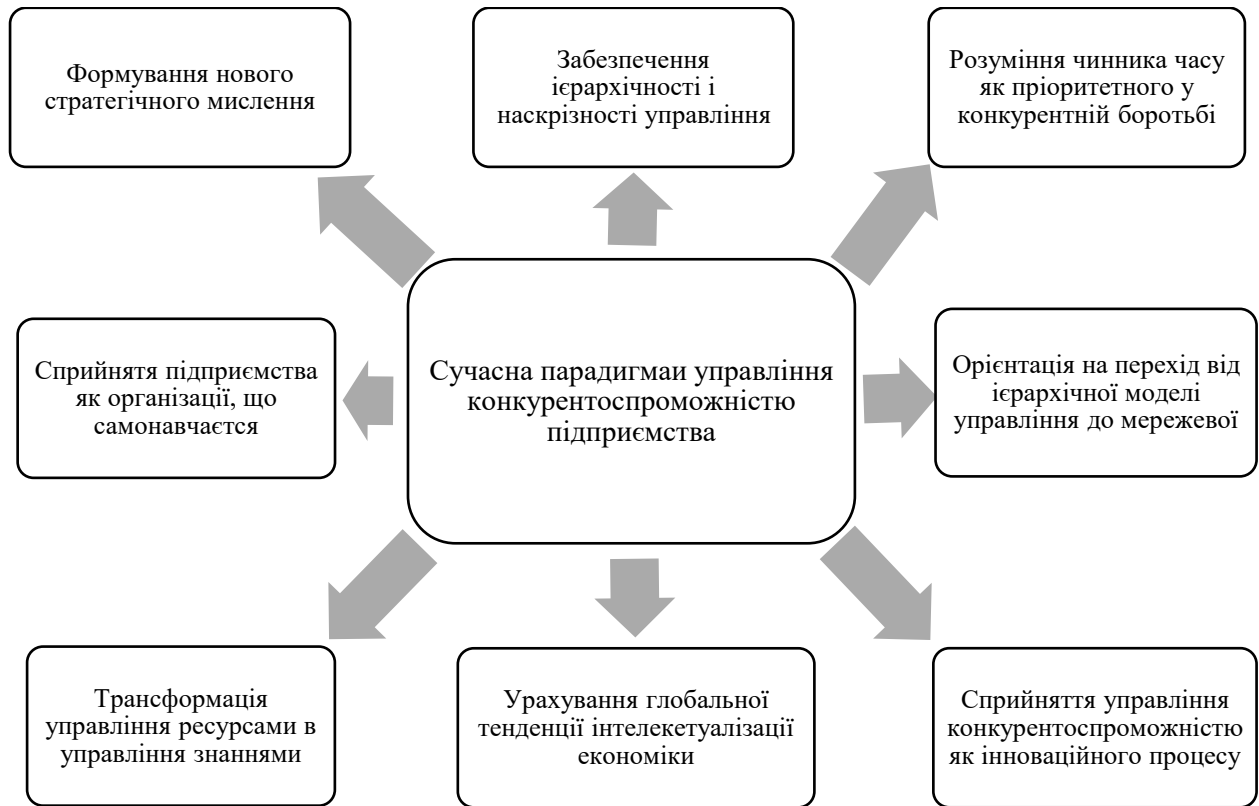 Формування нового
стратегічного мислення
Забезпечення
ієрархічності і
наскрізності управління
Розуміння чинника часу
як пріоритетного у
конкурентній боротьбі
Сприйнятя підприємства
як організації, що
самонавчаєтся
Сучасна парадигмаи управління
конкурентоспроможністю
підприємства
Орієнтація на перехід від
ієрархічної моделі
управління до мережевої
Трансформація
управління ресурсами в
управління знаннями
Урахування глобальної
тенденції інтелекетуалізації
економіки
Сприйняття управління
конкурентоспроможністю
як інноваційного процесу